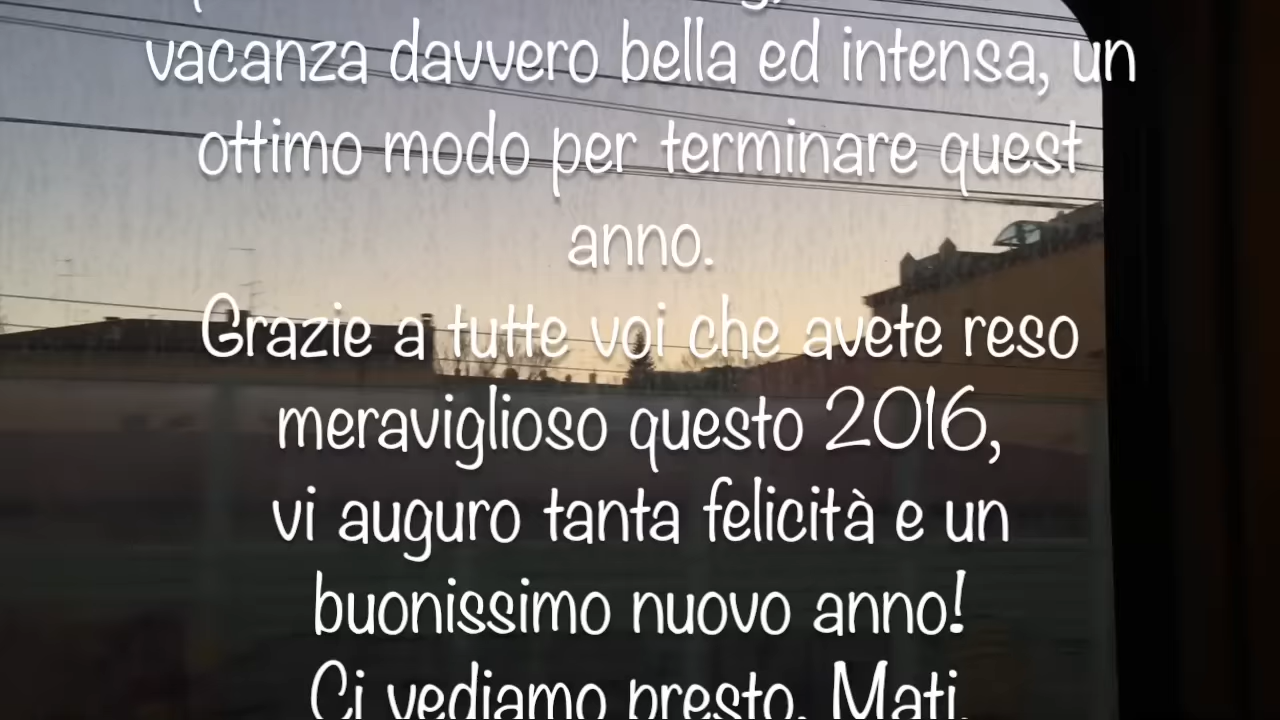 vacanza davvero bella ed intensa, un
ottimo modo per terminare quest
anno.
Grazie a tutte voi che avete reso
meraviglioso questo 2016,
vi auguro tanta felicità e un
buonissimo nuovo anno!
Ci vediamo presto, Mati.